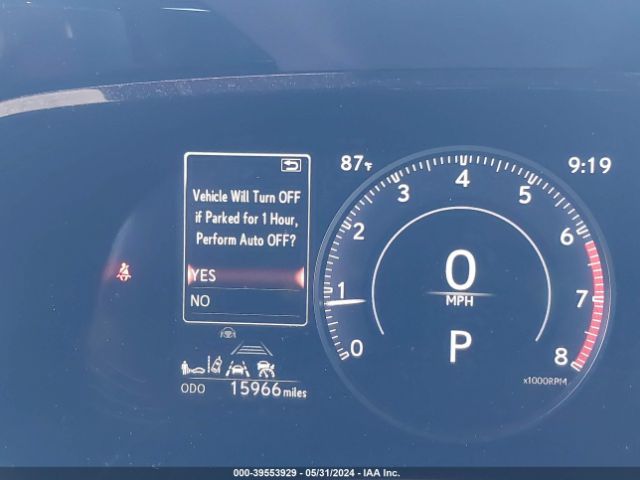 Vehicle Will Turn OFF
if Parked for 1 Hour,
Perform Auto OFF?
YES
NO
ODO 15966 miles
87°F
9:19
0
1
2
3
4
5
6
7
8
0
MPH
P
x1000RPM
000-39553929 - 05/31/2024 - IAA Inc.